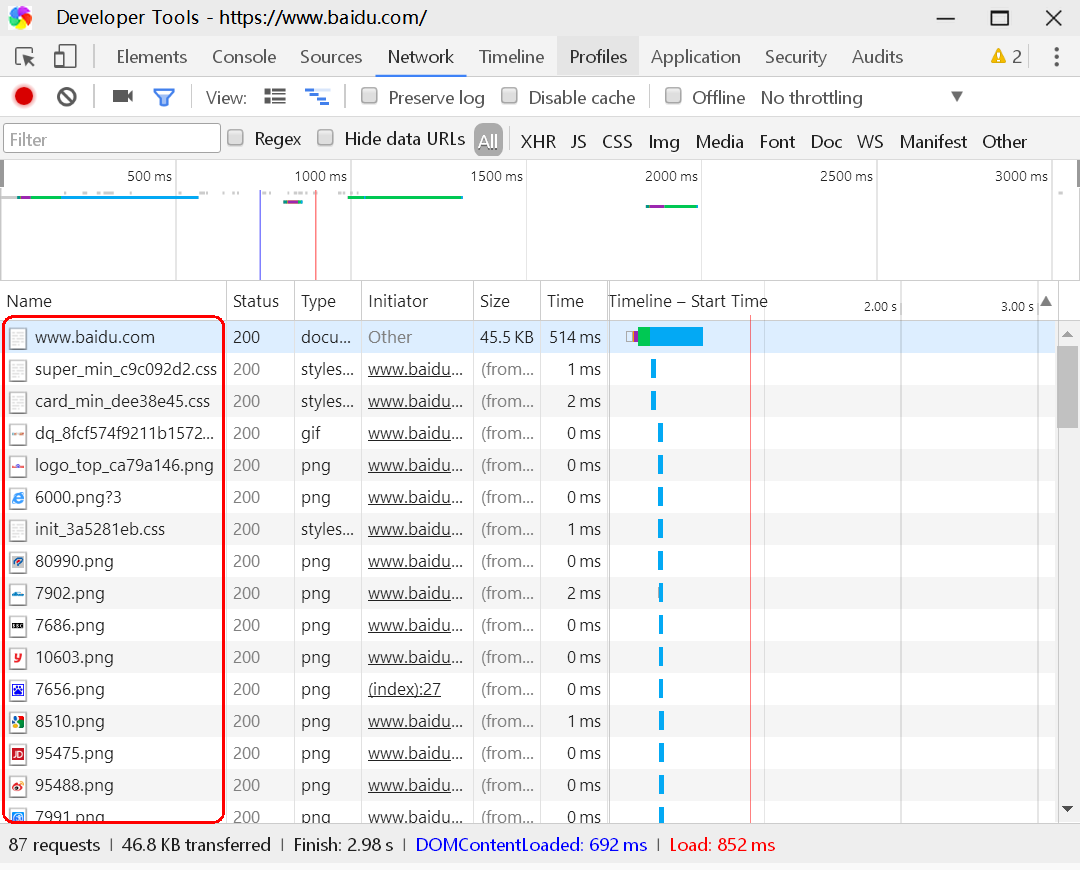 Developer Tools - https://www.baidu.com/
Elements Console Sources Network Timeline Profiles Application Security Audits 2
View: Preserve log Disable cache Offline No throttling
Filter Regex Hide data URLs All XHR JS CSS Img Media Font Doc WS Manifest Other
500 ms 1000 ms 1500 ms 2000 ms 2500 ms 3000 ms
Name Status Type Initiator Size Time Timeline – Start Time 2.00 s 3.00 s
www.baidu.com 200 docu... Other 45.5 KB 514 ms
super_min_c9c092d2.css 200 styles... www.baidu... (from... 1 ms
card_min_dee38e45.css 200 styles... www.baidu... (from... 2 ms
dq_8fcf574f9211b1572... 200 gif www.baidu... (from... 0 ms
logo_top_ca79a146.png 200 png www.baidu... (from... 0 ms
6000.png?3 200 png www.baidu... (from... 0 ms
init_3a5281eb.css 200 styles... www.baidu... (from... 1 ms
80990.png 200 png www.baidu... (from... 0 ms
7902.png 200 png www.baidu... (from... 2 ms
7686.png 200 png www.baidu... (from... 0 ms
10603.png 200 png www.baidu... (from... 0 ms
7656.png 200 png (index):27 (from... 0 ms
8510.png 200 png www.baidu... (from... 1 ms
95475.png 200 png www.baidu... (from... 0 ms
95488.png 200 png www.baidu... (from... 0 ms
7991.png 200 png www.baidu... (from... 0 ms
87 requests | 46.8 KB transferred | Finish: 2.98 s | DOMContentLoaded: 692 ms | Load: 852 ms